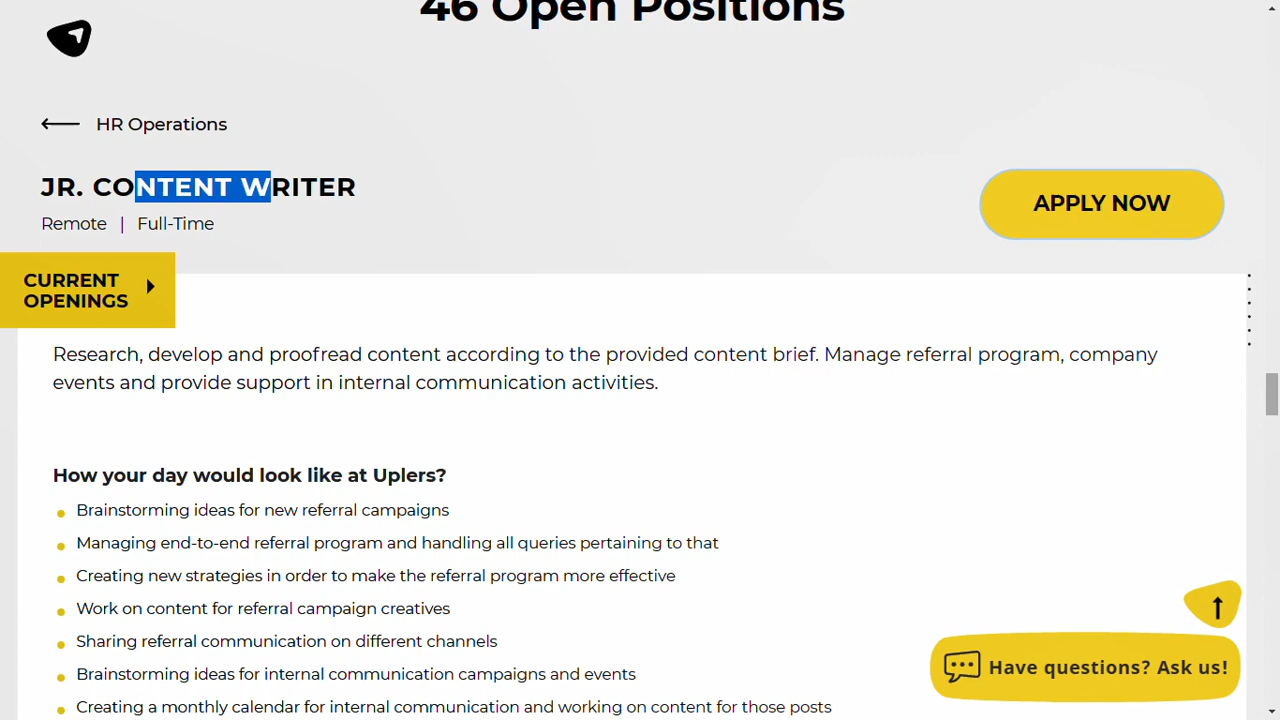 46 Open Positions
HR Operations
JR. CONTENT WRITER
Remote | Full-Time
APPLY NOW
CURRENT
OPENINGS
Research, develop and proofread content according to the provided content brief. Manage referral program, company
events and provide support in internal communication activities.
How your day would look like at Uplers?
Brainstorming ideas for new referral campaigns
Managing end-to-end referral program and handling all queries pertaining to that
Creating new strategies in order to make the referral program more effective
Work on content for referral campaign creatives
Sharing referral communication on different channels
Brainstorming ideas for internal communication campaigns and events
Creating a monthly calendar for internal communication and working on content for those posts
Have questions? Ask us!